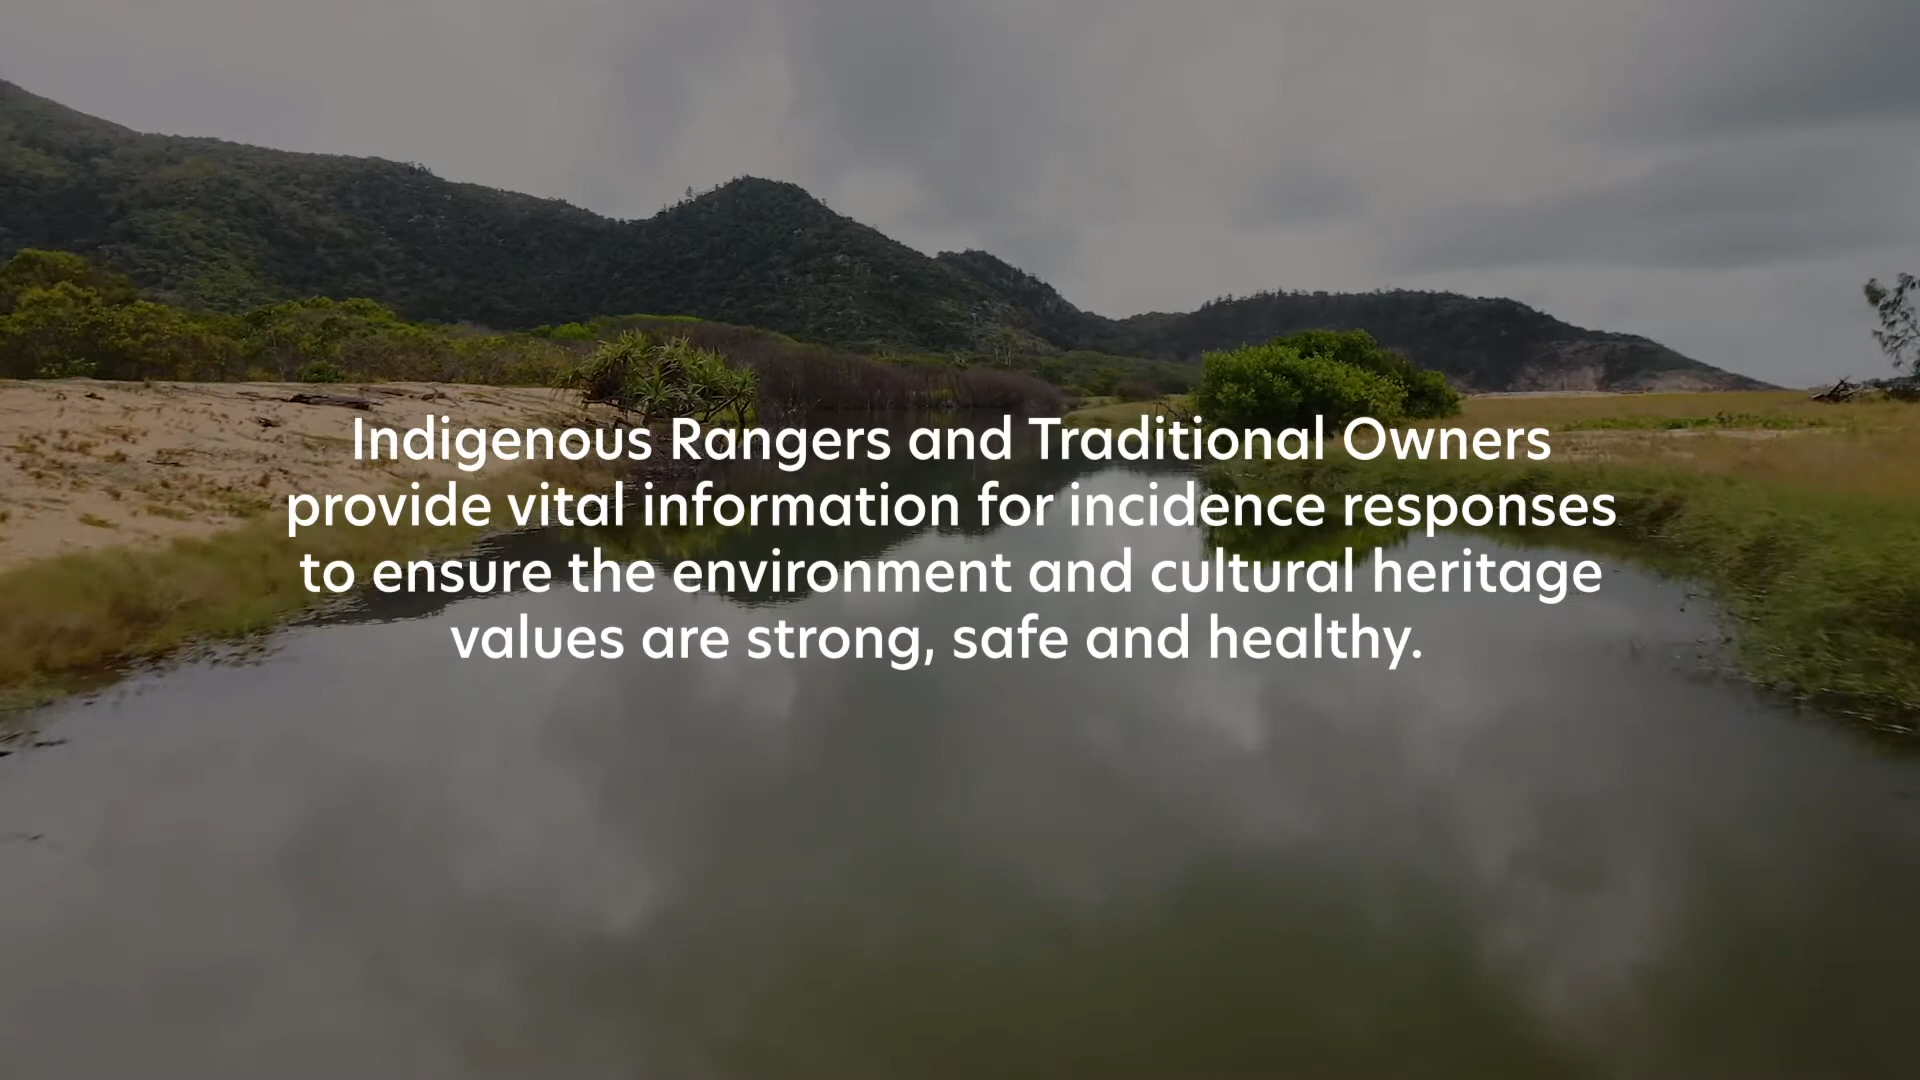 Indigenous Rangers and Traditional Owners
provide vital information for incidence responses
to ensure the environment and cultural heritage
values are strong, safe and healthy.